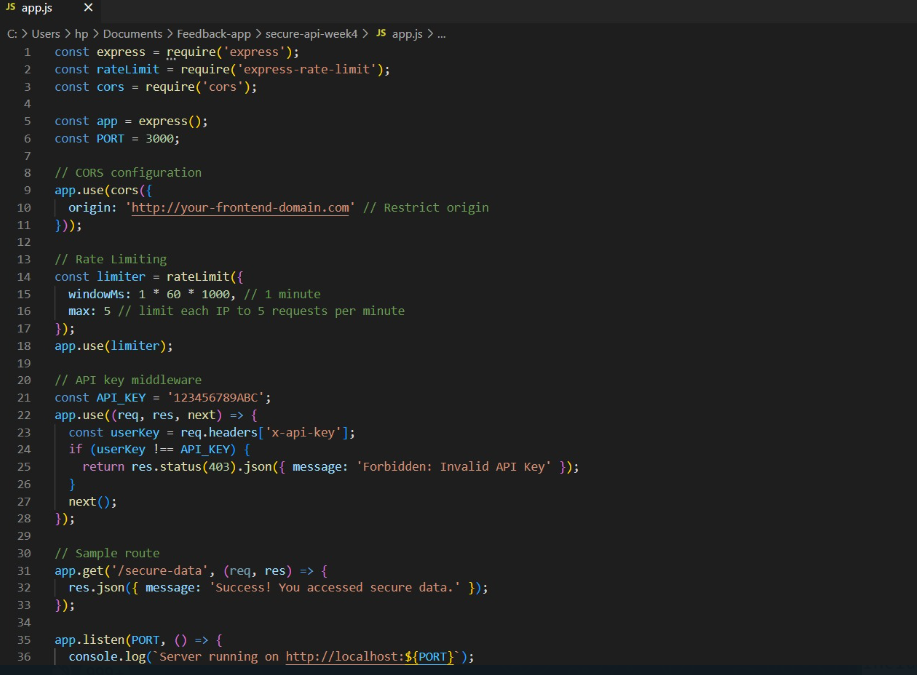 JS app.js ×
C: > Users > hp > Documents > Feedback-app > secure-api-week4 > JS app.js > ...
1 const express = require('express');
2 const rateLimit = require('express-rate-limit');
3 const cors = require('cors');
4
5 const app = express();
6 const PORT = 3000;
7
8 // CORS configuration
9 app.use(cors({
10   origin: 'http://your-frontend-domain.com' // Restrict origin
11 }));
12
13 // Rate Limiting
14 const limiter = rateLimit({
15   windowMs: 1 * 60 * 1000, // 1 minute
16   max: 5 // limit each IP to 5 requests per minute
17 });
18 app.use(limiter);
19
20 // API key middleware
21 const API_KEY = '123456789ABC';
22 app.use((req, res, next) => {
23   const userKey = req.headers['x-api-key'];
24   if (userKey !== API_KEY) {
25     return res.status(403).json({ message: 'Forbidden: Invalid API Key' });
26   }
27   next();
28 });
29
30 // Sample route
31 app.get('/secure-data', (req, res) => {
32   res.json({ message: 'Success! You accessed secure data.' });
33 });
34
35 app.listen(PORT, () => {
36   console.log(`Server running on http://localhost:${PORT}`);